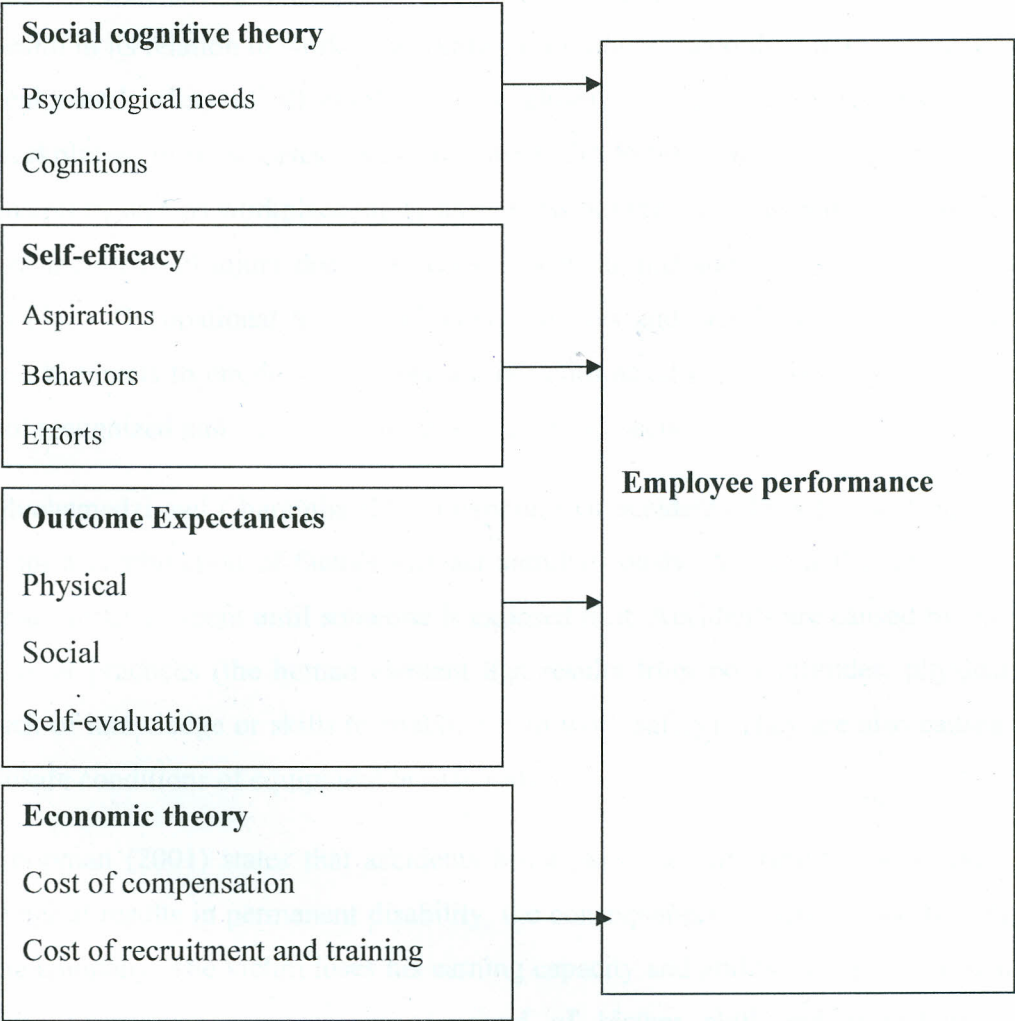 Social cognitive theory
Psychological needs
Cognitions
Self-efficacy
Aspirations
Behaviors
Efforts
Outcome Expectancies
Physical
Social
Self-evaluation
Economic theory
Cost of compensation
Cost of recruitment and training
Employee performance